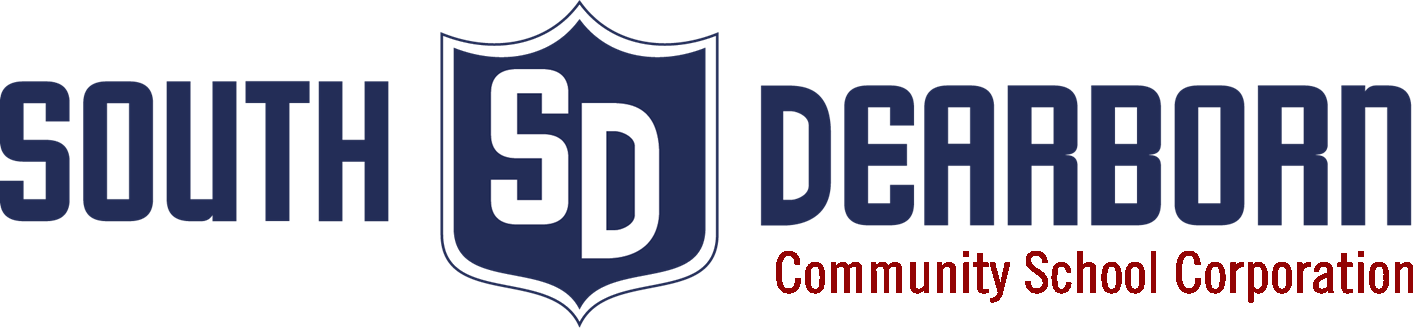 SOUTH SD DEARBORN
Community School Corporation